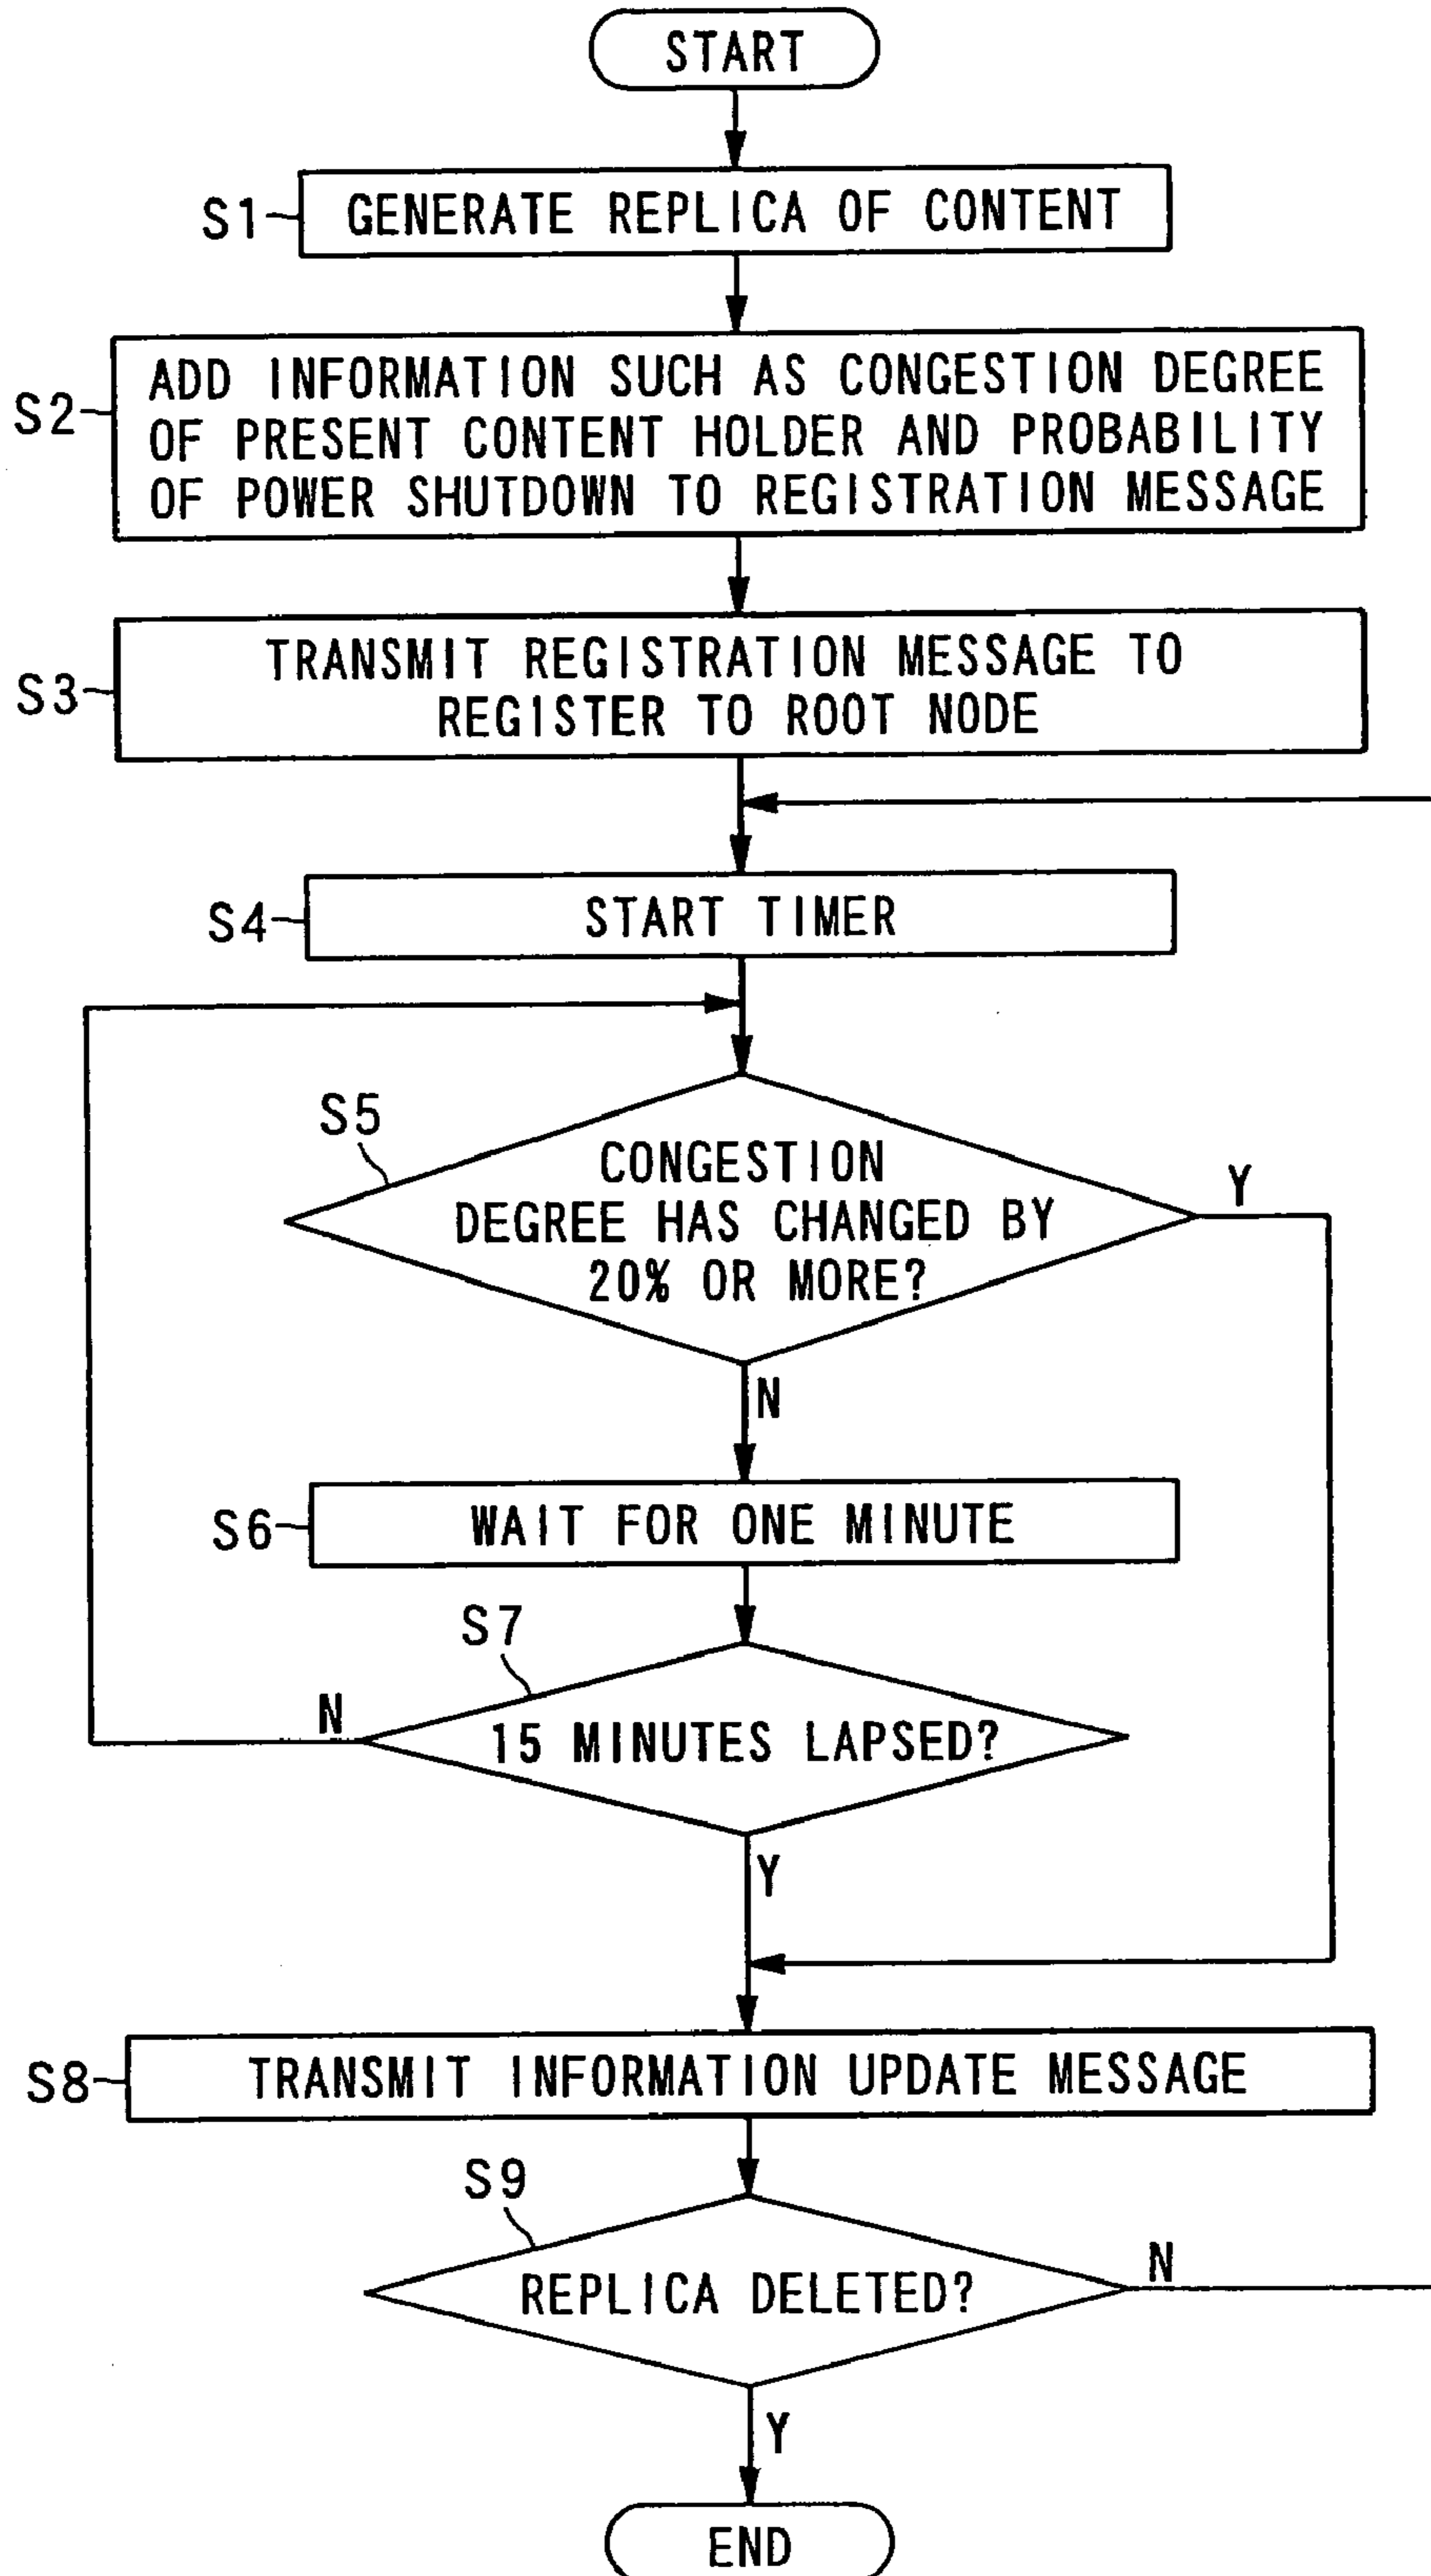 START
S1
GENERATE REPLICA OF CONTENT
S2
ADD INFORMATION SUCH AS CONGESTION DEGREE
OF PRESENT CONTENT HOLDER AND PROBABILITY
OF POWER SHUTDOWN TO REGISTRATION MESSAGE
S3
TRANSMIT REGISTRATION MESSAGE TO
REGISTER TO ROOT NODE
S4
START TIMER
S5
CONGESTION
DEGREE HAS CHANGED BY
20% OR MORE?
Y
N
S6
WAIT FOR ONE MINUTE
S7
N
15 MINUTES LAPSED?
Y
S8
TRANSMIT INFORMATION UPDATE MESSAGE
S9
REPLICA DELETED?
N
Y
END